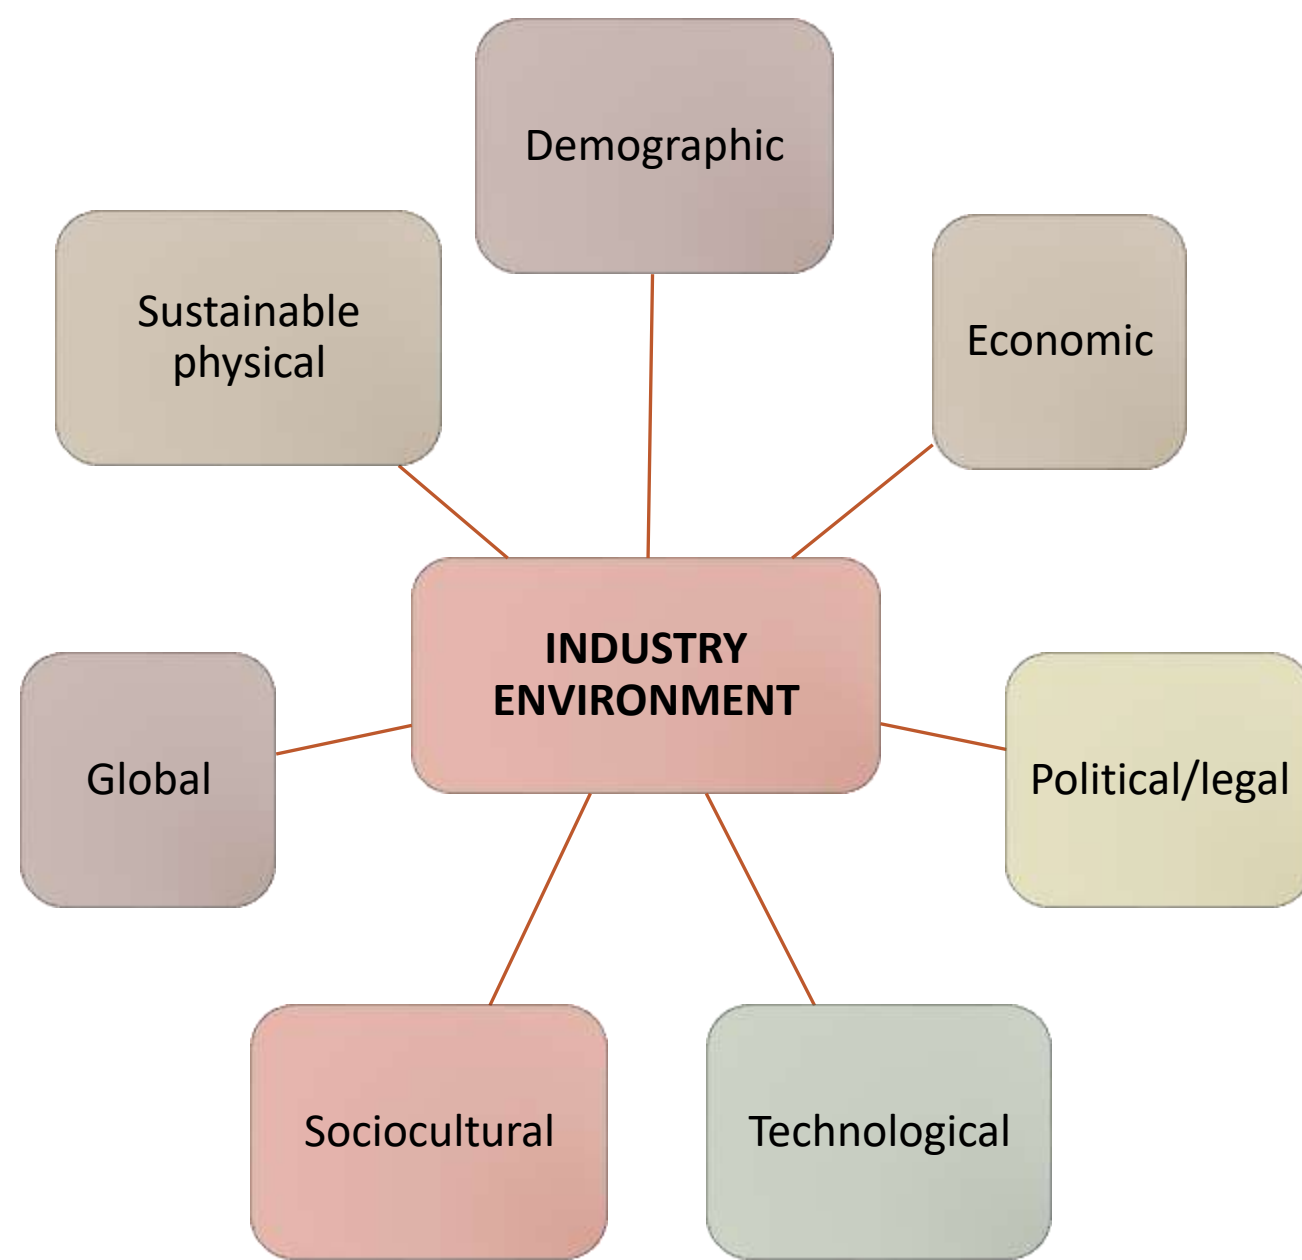 Demographic
Sustainable
physical
Economic
INDUSTRY
ENVIRONMENT
Global
Political/legal
Sociocultural
Technological